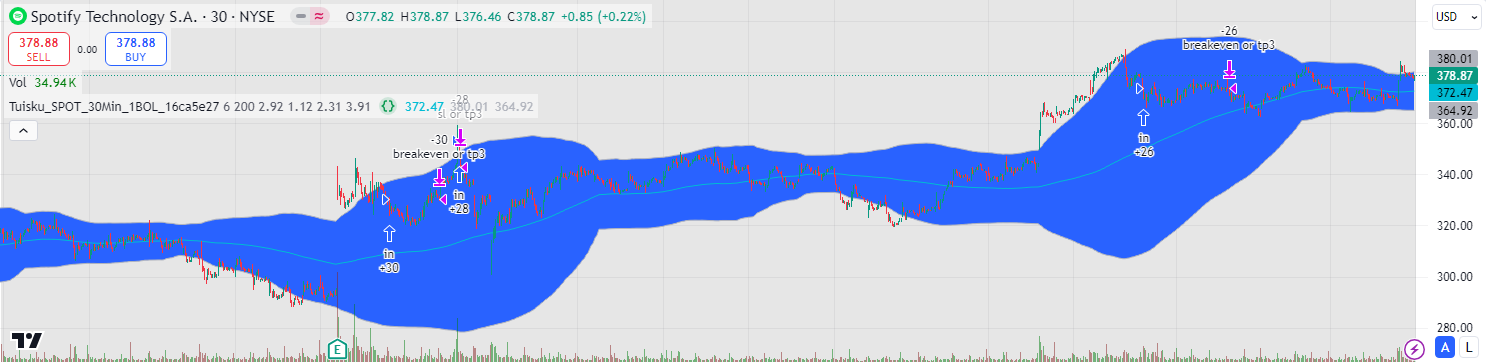 Spotify Technology S.A. · 30 · NYSE
O377.82 H378.87 L376.46 C378.87 +0.85 (+0.22%)
USD
378.88
SELL
0.00
378.88
BUY
Vol 34.94K
Tuisku_SPOT_30Min_1BOL_16ca5e27 6 200 2.92 1.12 2.31 3.91 372.47 380.01 364.92
-28
sl or tp3
-30
breakeven or tp3
in
+28
in
+30
-26
breakeven or tp3
in
+26
380.01
378.87
372.47
364.92
360.00
340.00
320.00
300.00
280.00
E
A
L